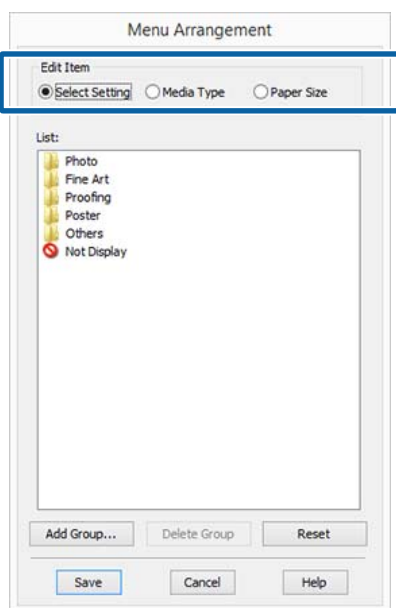 Menu Arrangement
Edit Item
Select Setting Media Type Paper Size
List:
Photo
Fine Art
Proofing
Poster
Others
Not Display
Add Group... Delete Group Reset
Save Cancel Help